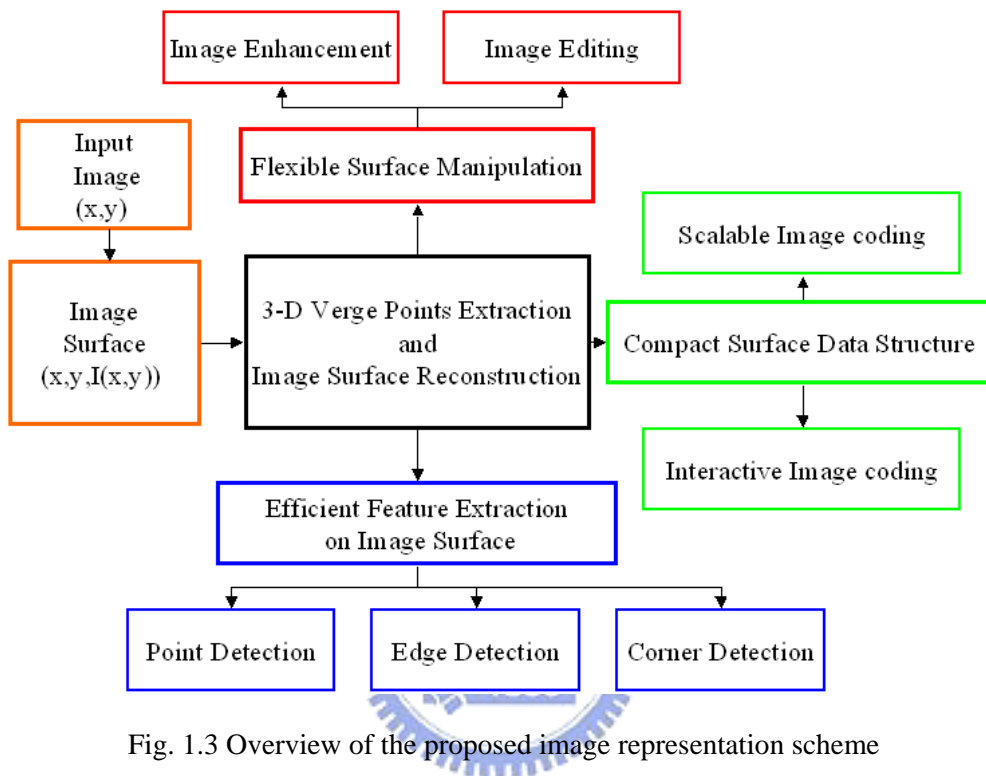 Image Enhancement
Image Editing
Input
Image
(x,y)
Flexible Surface Manipulation
Scalable Image coding
Image
Surface
(x,y,I(x,y))
3-D Verge Points Extraction
and
Image Surface Reconstruction
Compact Surface Data Structure
Interactive Image coding
Efficient Feature Extraction
on Image Surface
Point Detection
Edge Detection
Corner Detection
Fig. 1.3 Overview of the proposed image representation scheme